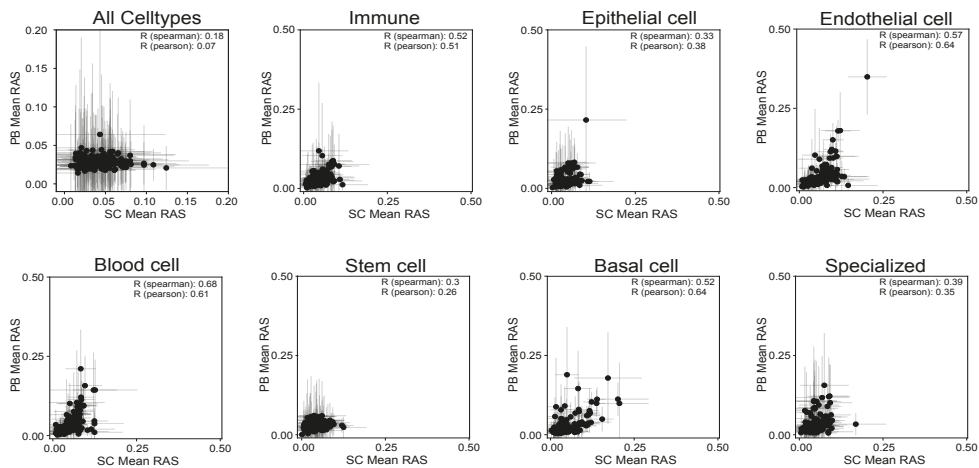 All Celltypes
R (spearman): 0.18
R (pearson): 0.07
PB Mean RAS
0.20
0.15
0.10
0.05
0.00
0.00 0.05 0.10 0.15 0.20
SC Mean RAS
Immune
R (spearman): 0.52
R (pearson): 0.51
PB Mean RAS
0.50
0.25
0.00
0.00 0.25 0.50
SC Mean RAS
Epithelial cell
R (spearman): 0.33
R (pearson): 0.38
PB Mean RAS
0.50
0.25
0.00
0.00 0.25 0.50
SC Mean RAS
Endothelial cell
R (spearman): 0.57
R (pearson): 0.64
PB Mean RAS
0.50
0.25
0.00
0.00 0.25 0.50
SC Mean RAS
Blood cell
R (spearman): 0.68
R (pearson): 0.61
PB Mean RAS
0.50
0.25
0.00
0.00 0.25 0.50
SC Mean RAS
Stem cell
R (spearman): 0.3
R (pearson): 0.26
PB Mean RAS
0.50
0.25
0.00
0.00 0.25 0.50
SC Mean RAS
Basal cell
R (spearman): 0.52
R (pearson): 0.64
PB Mean RAS
0.50
0.25
0.00
0.00 0.25 0.50
SC Mean RAS
Specialized
R (spearman): 0.39
R (pearson): 0.35
PB Mean RAS
0.50
0.25
0.00
0.00 0.25 0.50
SC Mean RAS